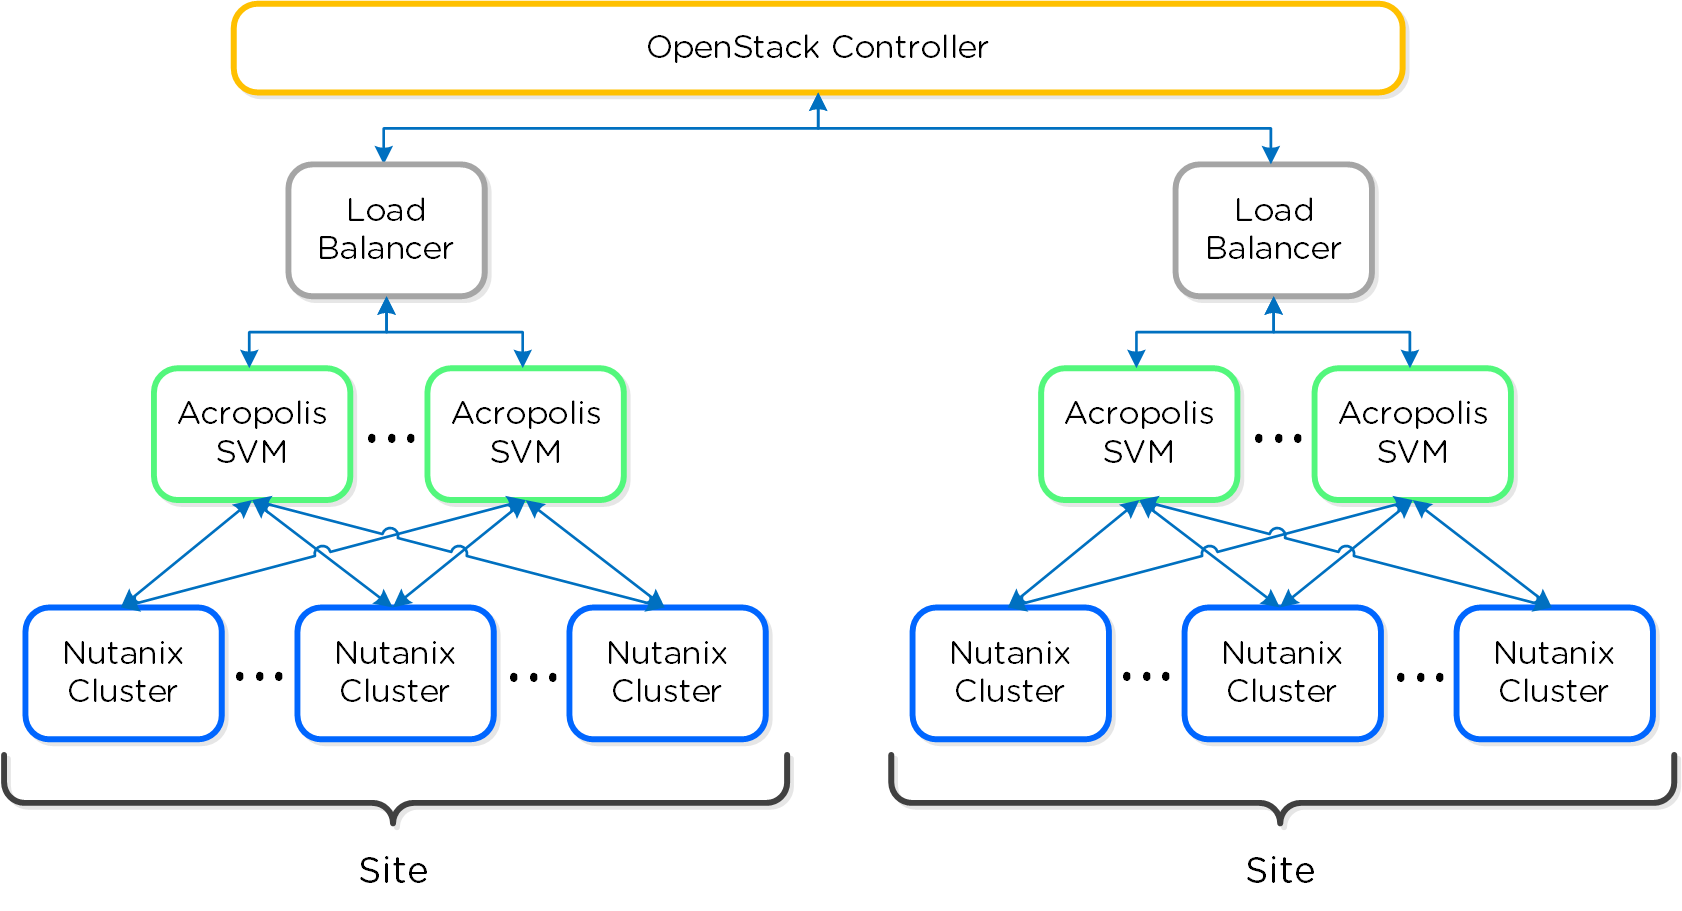 OpenStack Controller
Load
Balancer
Load
Balancer
Acropolis
SVM
...
Acropolis
SVM
Acropolis
SVM
...
Acropolis
SVM
Nutanix
Cluster
...
Nutanix
Cluster
...
Nutanix
Cluster
Nutanix
Cluster
...
Nutanix
Cluster
...
Nutanix
Cluster
Site
Site